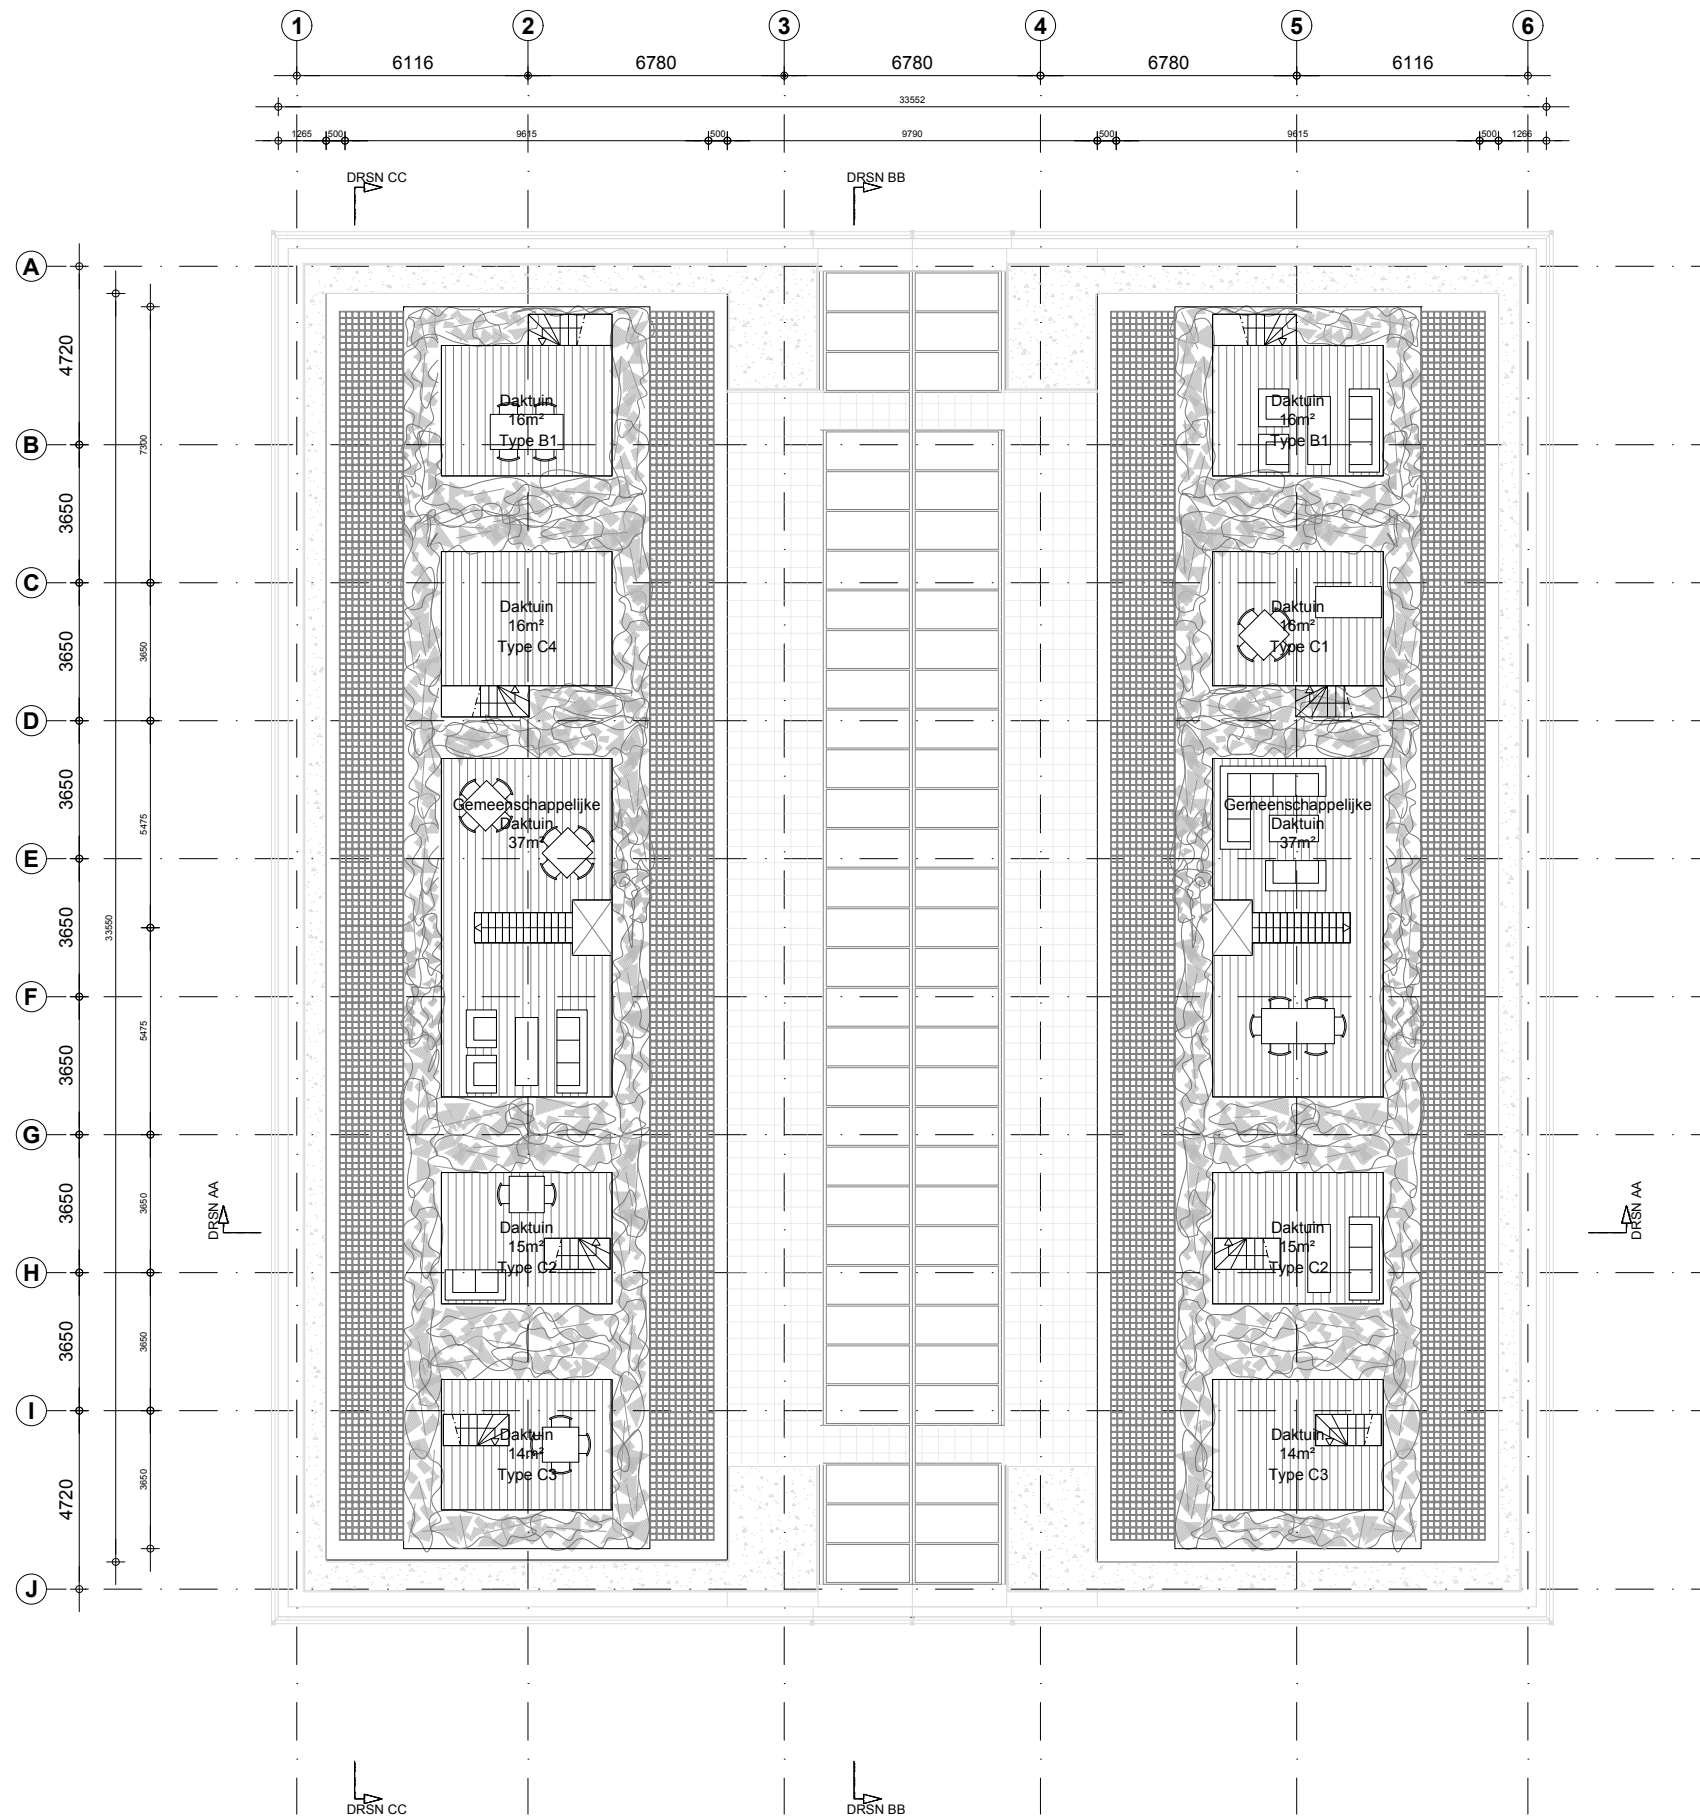 1 2 3 4 5 6
6116 6780 6780 6780 6116
33552
1265 500 9615 500 9790 500 9615 500 1266
DRSN CC DRSN BB
A
4720
B
3650
C
3650
D
3650
E
3650
F
3650
G
3650
H
3650
I
4720
J
33550
7300
3650
5475
5475
3650
3650
3650
Daktuin
16m²
Type B1
Daktuin
16m²
Type B1
Daktuin
16m²
Type C4
Daktuin
16m²
Type C1
Gemeenschappelijke
Daktuin
37m²
Gemeenschappelijke
Daktuin
37m²
DRSN AA
Daktuin
15m²
Type C2
Daktuin
15m²
Type C2
DRSN AA
Daktuin
14m²
Type C3
Daktuin
14m²
Type C3
DRSN CC DRSN BB